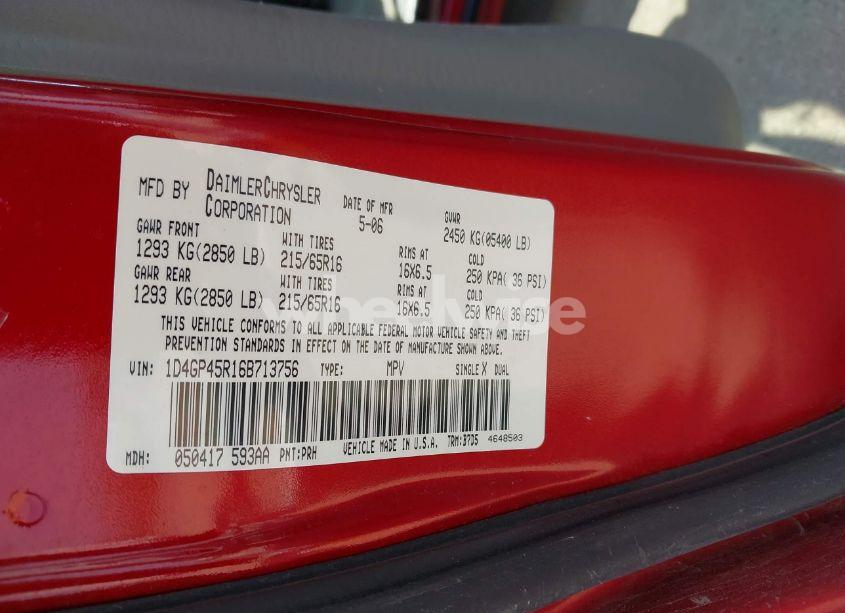 MFD BY DAIMLERCHRYSLER CORPORATION DATE OF MFR 5-06 GVWR 2450 KG(05400 LB)
GAWR FRONT WITH TIRES RIMS AT COLD
1293 KG(2850 LB) 215/65R16 16X6.5 250 KPA( 36 PSI)
GAWR REAR WITH TIRES RIMS AT COLD
1293 KG(2850 LB) 215/65R16 16X6.5 250 KPA( 36 PSI)
THIS VEHICLE CONFORMS TO ALL APPLICABLE FEDERAL MOTOR VEHICLE SAFETY AND THEFT
PREVENTION STANDARDS IN EFFECT ON THE DATE OF MANUFACTURE SHOWN ABOVE.
VIN: 1D4GP45R16B713756 TYPE: MPV SINGLE X DUAL
MDH: 050417 593AA PNT:PRH VEHICLE MADE IN U.S.A. TRM:B7D5 4648503